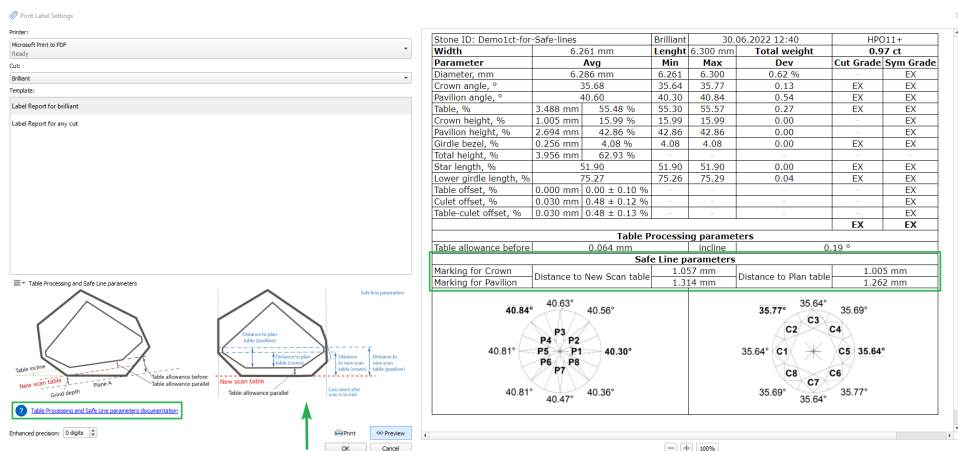 Print Label Settings
Printer:
Microsoft Print to PDF
Ready
Cut:
Brilliant
Template:
Label Report for brilliant
Label Report for any cut
Table Processing and Safe Line parameters
Safe line parameters
Distance to plan table (pavilion)
Distance to plan table (crown)
Distance to new scan table (crown)
Distance to new scan table (pavilion)
Table incline
New scan table
Plane A
Grind depth
Table allowance before
Table allowance parallel
New scan table
Table allowance parallel
Calculated after scan is bruted
? Table Processing and Safe Line parameters documentation
Enhanced precision: 0 digits
Print
Preview
OK Cancel
Stone ID: Demo1ct-for-Safe-lines Brilliant 30.06.2022 12:40 HPO11+
Width 6.261 mm Lenght 6.300 mm Total weight 0.97 ct
Parameter Avg Min Max Dev Cut Grade Sym Grade
Diameter, mm 6.286 mm 6.261 6.300 0.62 % - EX
Crown angle, ° 35.68 35.64 35.77 0.13 EX EX
Pavilion angle, ° 40.60 40.30 40.84 0.54 EX EX
Table, % 3.488 mm 55.48 % 55.30 55.57 0.27 EX EX
Crown height, % 1.005 mm 15.99 % 15.99 15.99 0.00 - EX
Pavilion height, % 2.694 mm 42.86 % 42.86 42.86 0.00 - EX
Girdle bezel, % 0.256 mm 4.08 % 4.08 4.08 0.00 EX EX
Total height, % 3.956 mm 62.93 % - - - - -
Star length, % 51.90 51.90 51.90 0.00 EX EX
Lower girdle length, % 75.27 75.26 75.29 0.04 EX EX
Table offset, % 0.000 mm 0.00 ± 0.10 % - - - - EX
Culet offset, % 0.030 mm 0.48 ± 0.12 % - - - - EX
Table-culet offset, % 0.030 mm 0.48 ± 0.13 % - - - - EX
EX EX
Table Processing parameters
Table allowance before 0.064 mm incline 0.19 °
Safe Line parameters
Marking for Crown Distance to New Scan table 1.057 mm Distance to Plan table 1.005 mm
Marking for Pavilion 1.314 mm 1.262 mm
40.84° 40.63° 40.56°
P3
P4 P2
40.81° P5 P1 40.30°
P6 P8
P7
40.81° 40.47° 40.36°
35.77° 35.64° 35.69°
C3
C2 C4
35.64° C1 C5 35.64°
C8 C6
C7
35.69° 35.64° 35.77°
100%